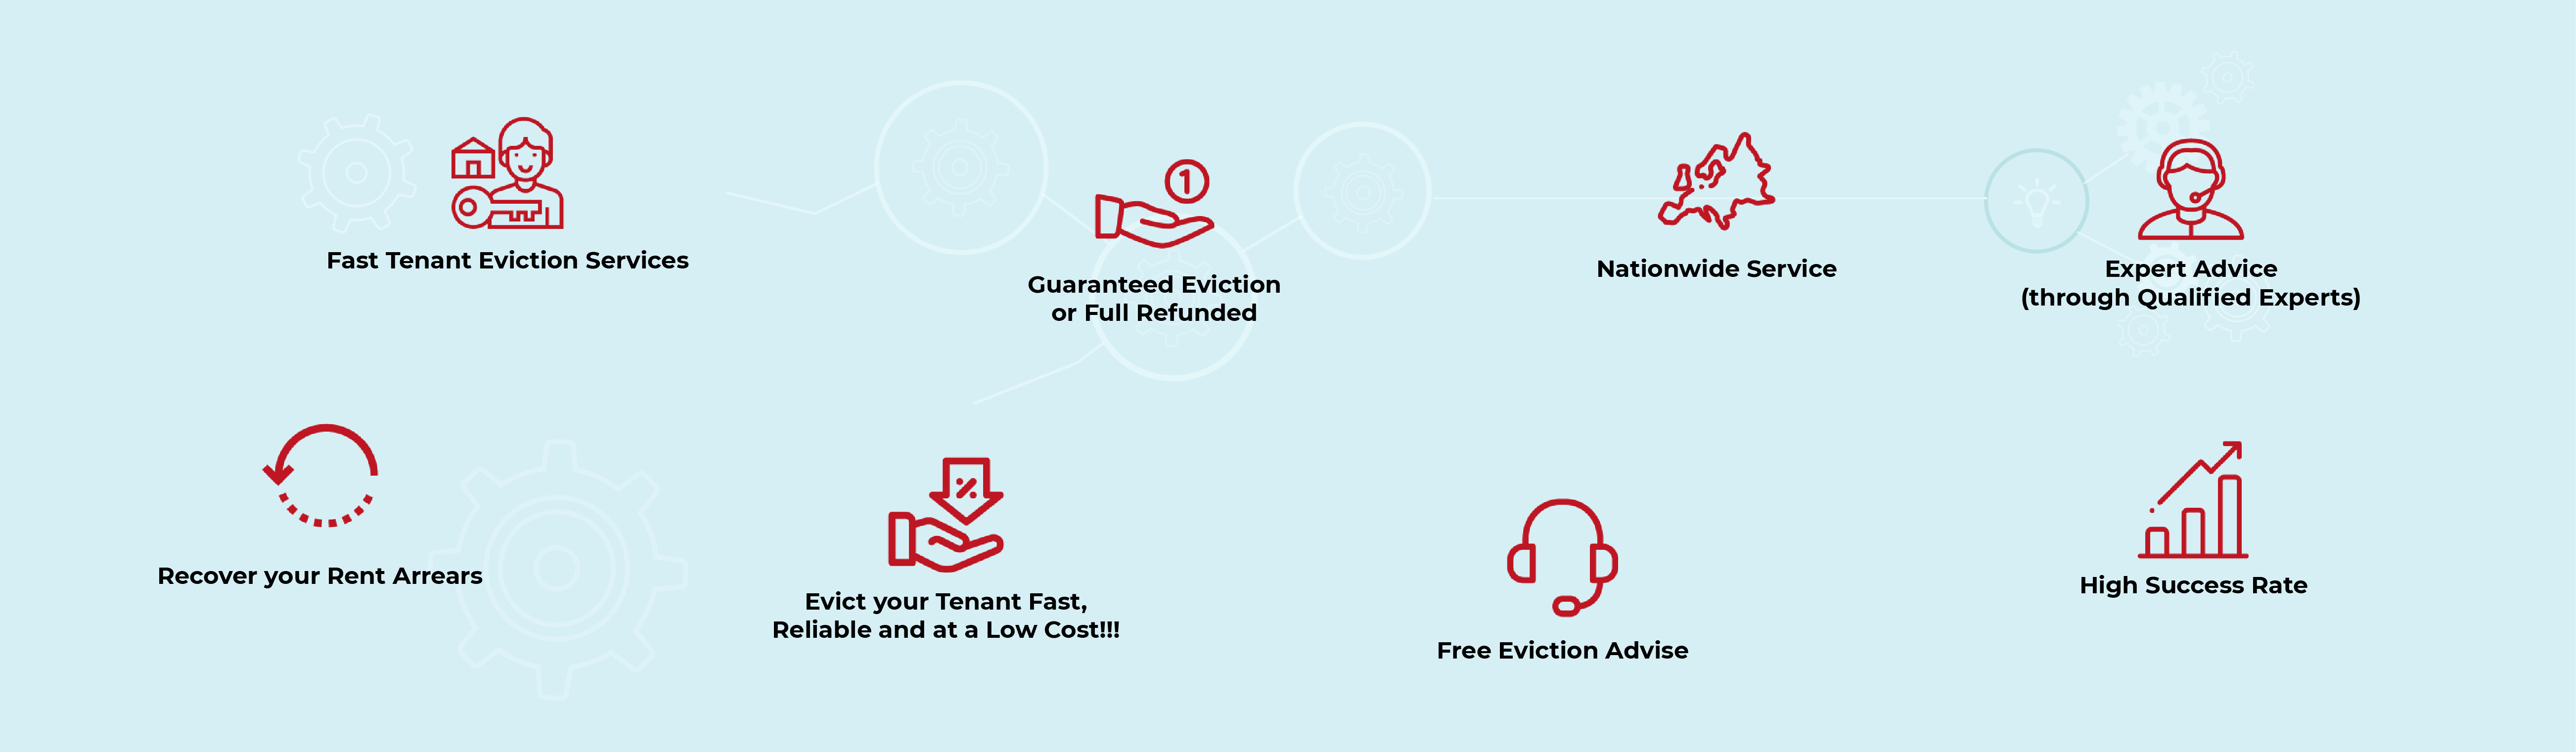 Fast Tenant Eviction Services
Guaranteed Eviction
or Full Refunded
1
Nationwide Service
Expert Advice
(through Qualified Experts)
Recover your Rent Arrears
%
Evict your Tenant Fast,
Reliable and at a Low Cost!!!
Free Eviction Advise
High Success Rate